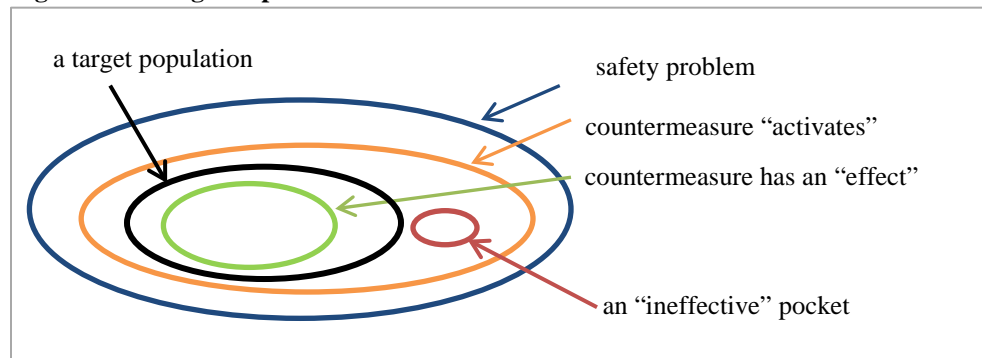 a target population
safety problem
countermeasure “activates”
countermeasure has an “effect”
an “ineffective” pocket